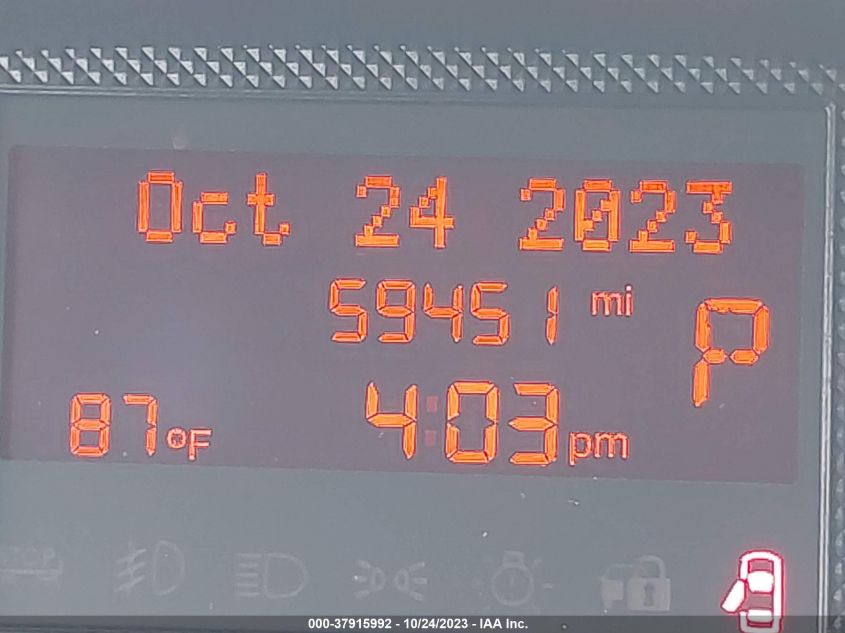 Oct 24 2023
59451 mi
P
87°F 4:03 pm
000-37915992 - 10/24/2023 - IAA Inc.